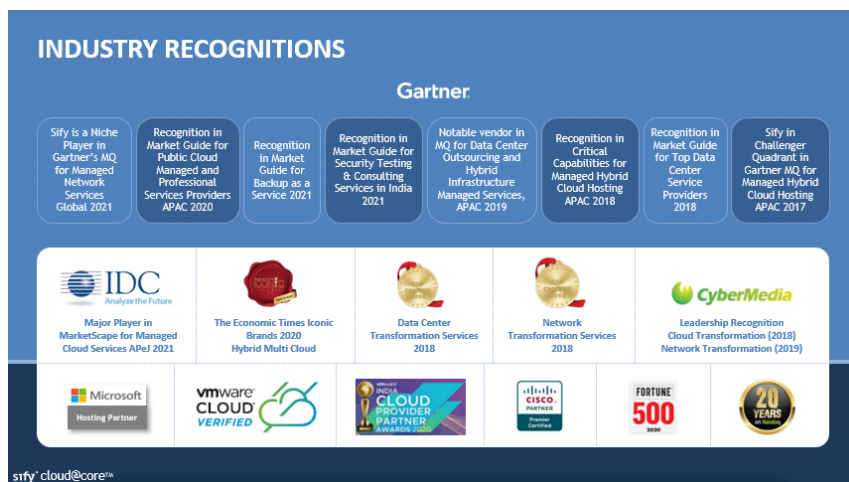 INDUSTRY RECOGNITIONS
Gartner
Sify is a Niche
Player in
Gartner's MQ
for Managed
Network
Services
Global 2021
Recognition in
Market Guide for
Public Cloud
Managed and
Professional
Services Providers
APAC 2020
Recognition
in Market
Guide for
Backup as a
Service 2021
Recognition in
Market Guide for
Security Testing
& Consulting
Services in India
2021
Notable vendor in
MQ for Data Center
Outsourcing and
Hybrid
Infrastructure
Managed Services,
APAC 2019
Recognition in
Critical
Capabilities for
Managed Hybrid
Cloud Hosting
APAC 2018
Recognition in
Market Guide
for Top Data
Center
Service
Providers
2018
Sify in
Challenger
Quadrant in
Gartner MQ for
Managed Hybrid
Cloud Hosting
APAC 2017
IDC
Analyze the Future
Major Player in
MarketScape for Managed
Cloud Services APeJ 2021
The Economic Times Iconic
Brands 2020
Hybrid Multi Cloud
Data Center
Transformation Services
2018
Network
Transformation Services
2018
CyberMedia
Leadership Recognition
Cloud Transformation (2018)
Network Transformation (2019)
Microsoft
Hosting Partner
vmware®
CLOUD
VERIFIED
INDIA
CLOUD
PROVIDER
PARTNER
AWARDS 2020
CISCO
PARTNER
Premier
Certified
FORTUNE
500
2020
20
YEARS
on Nasdaq
sify cloud@core™